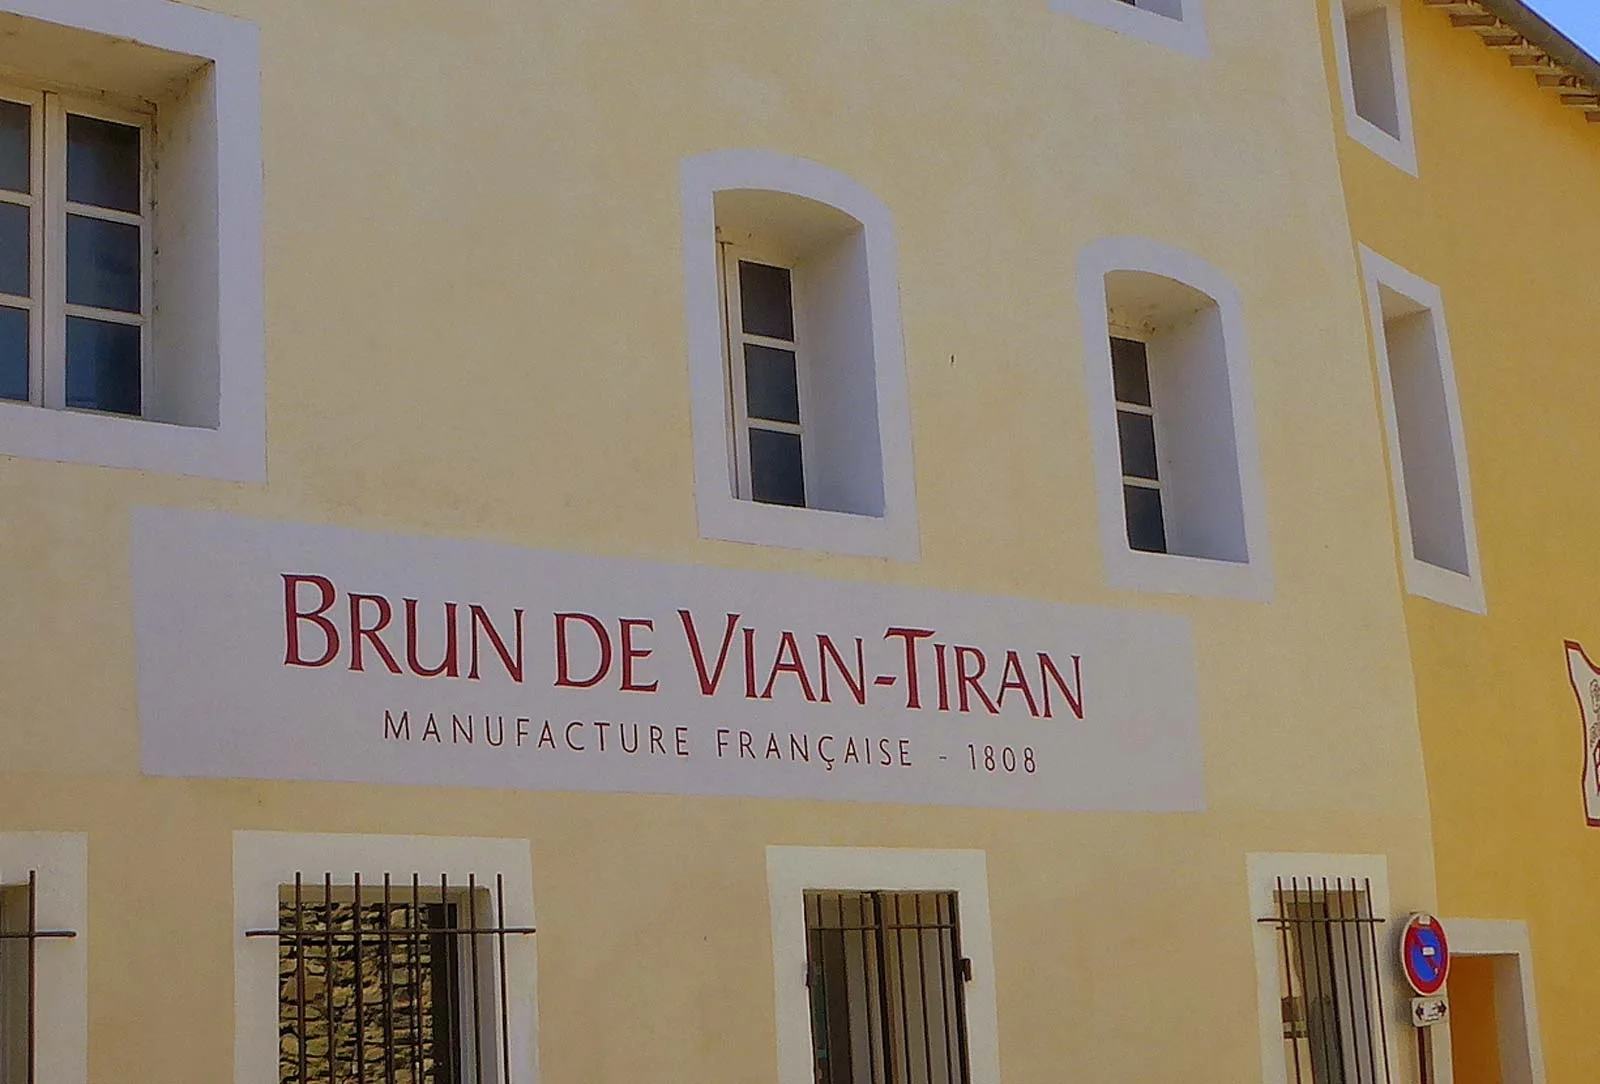 BRUN DE VIAN-TIRAN
MANUFACTURE FRANÇAISE - 1808